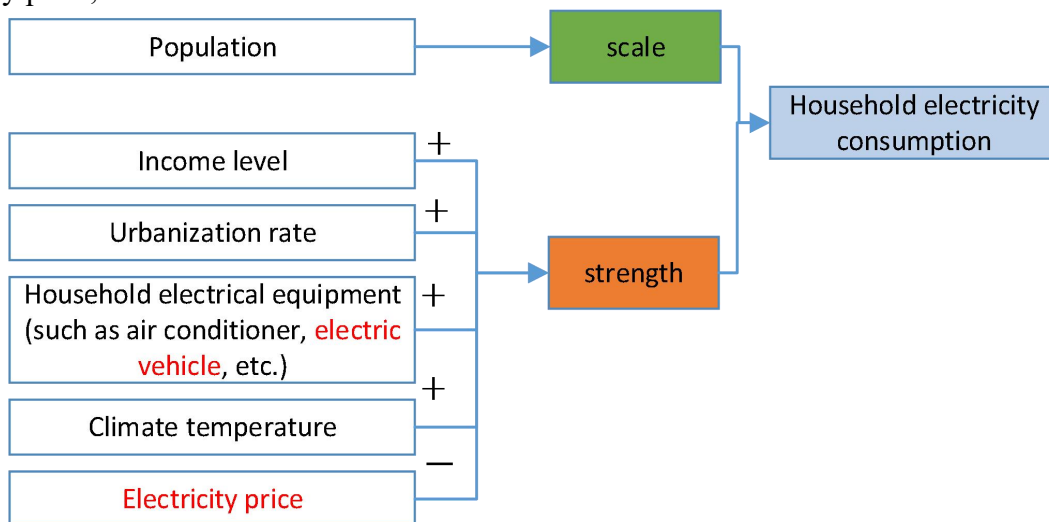 Population
scale
Household electricity
consumption
+
Income level
+
Urbanization rate
strength
+
Household electrical equipment
(such as air conditioner, electric
vehicle, etc.)
+
Climate temperature
−
Electricity price